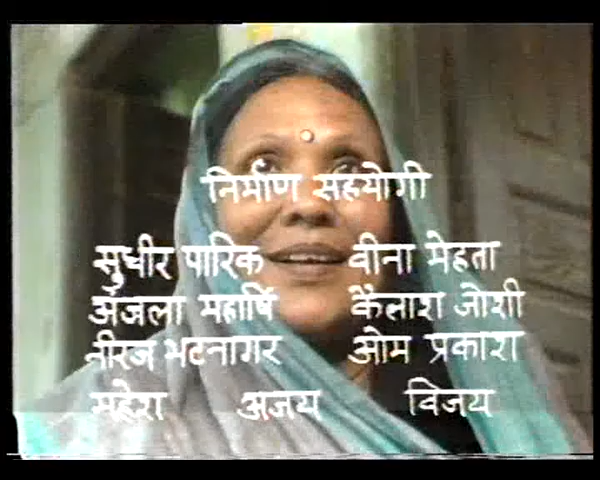 निर्माण सहयोगी
सुधीर पारिक वीना मेहता
अंजला महर्षि कैलाश जोशी
नीरज भटनागर ओम प्रकाश
महेश अजय विजय